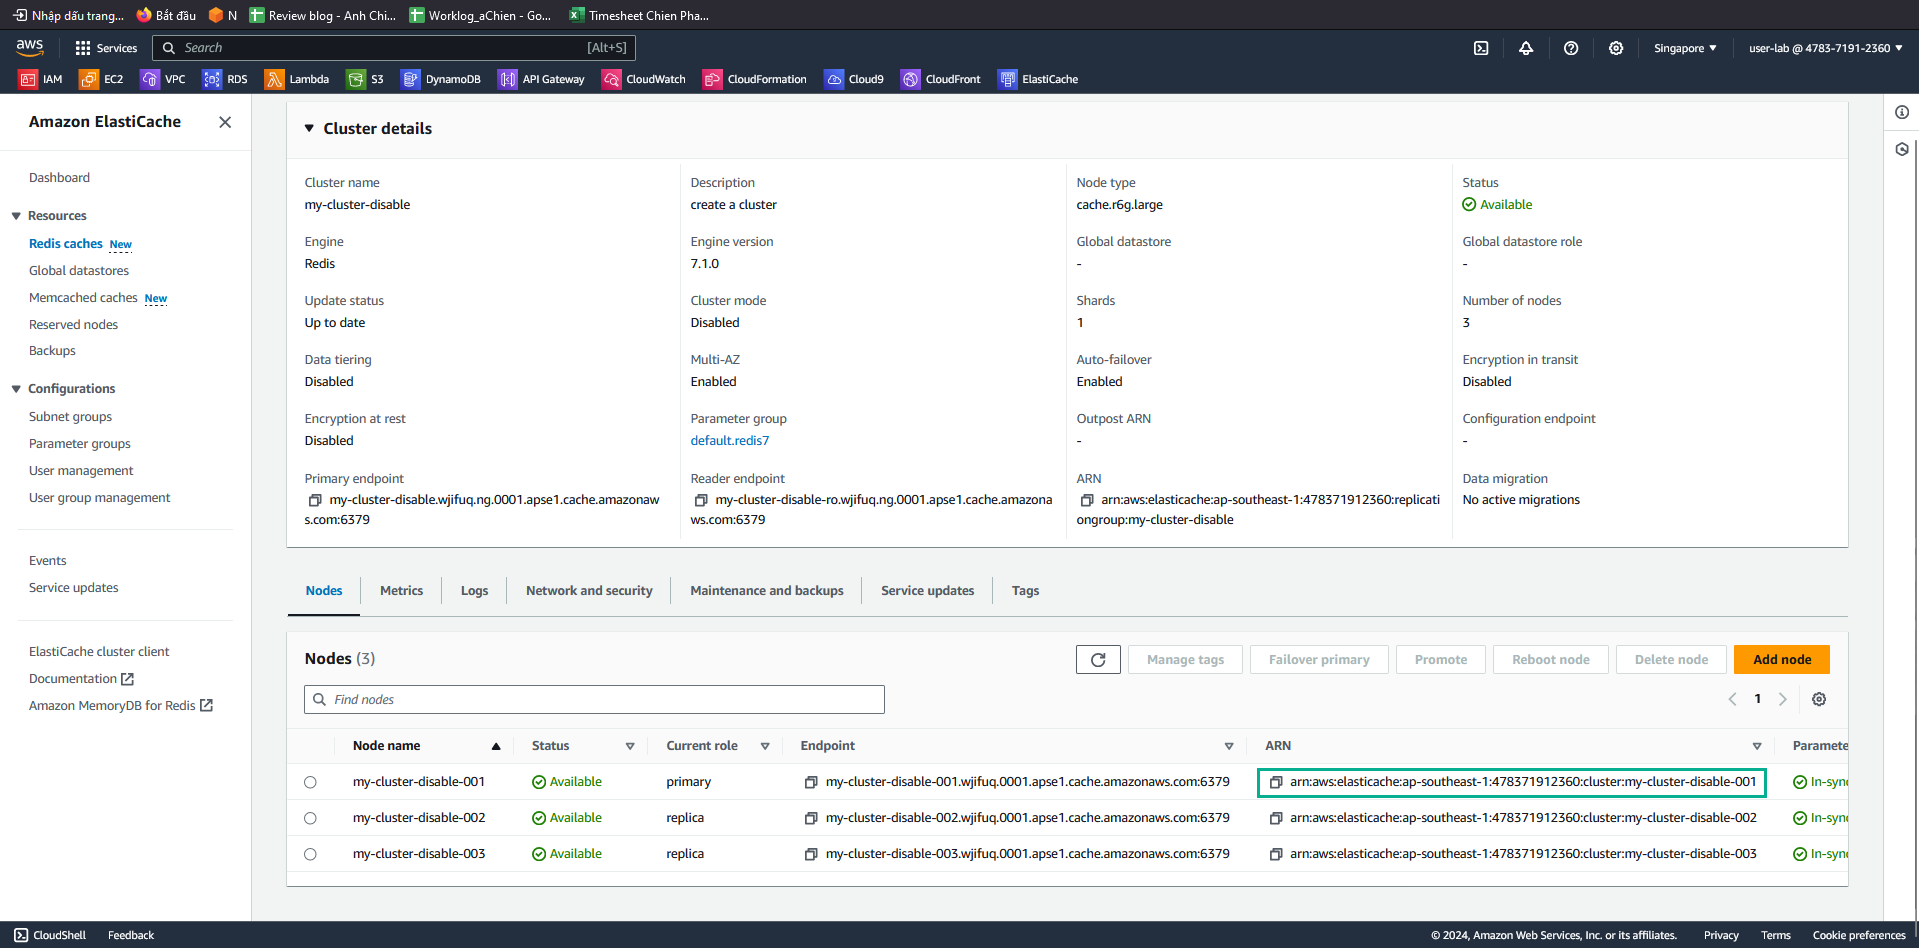 Nhập dấu trang... Bắt đầu N Review blog - Anh Chi... Worklog_aChien - Go... Timesheet Chien Pha...
aws Services Search [Alt+S] Singapore user-lab @ 4783-7191-2360
IAM EC2 VPC RDS Lambda S3 DynamoDB API Gateway CloudWatch CloudFormation Cloud9 CloudFront ElastiCache
Amazon ElastiCache
Dashboard
Resources
Redis caches New
Global datastores
Memcached caches New
Reserved nodes
Backups
Configurations
Subnet groups
Parameter groups
User management
User group management
Events
Service updates
ElastiCache cluster client
Documentation
Amazon MemoryDB for Redis
Cluster details
Cluster name
my-cluster-disable
Description
create a cluster
Node type
cache.r6g.large
Status
Available
Engine
Redis
Engine version
7.1.0
Global datastore
-
Global datastore role
-
Update status
Up to date
Cluster mode
Disabled
Shards
1
Number of nodes
3
Data tiering
Disabled
Multi-AZ
Enabled
Auto-failover
Enabled
Encryption in transit
Disabled
Encryption at rest
Disabled
Parameter group
default.redis7
Outpost ARN
-
Configuration endpoint
-
Primary endpoint
my-cluster-disable.wjifuq.ng.0001.apse1.cache.amazonaw
s.com:6379
Reader endpoint
my-cluster-disable-ro.wjifuq.ng.0001.apse1.cache.amazona
ws.com:6379
ARN
arn:aws:elasticache:ap-southeast-1:478371912360:replicati
ongroup:my-cluster-disable
Data migration
No active migrations
Nodes Metrics Logs Network and security Maintenance and backups Service updates Tags
Nodes (3) Manage tags Failover primary Promote Reboot node Delete node Add node
Find nodes 1
Node name Status Current role Endpoint ARN Paramete
my-cluster-disable-001 Available primary my-cluster-disable-001.wjifuq.0001.apse1.cache.amazonaws.com:6379 arn:aws:elasticache:ap-southeast-1:478371912360:cluster:my-cluster-disable-001 In-sync
my-cluster-disable-002 Available replica my-cluster-disable-002.wjifuq.0001.apse1.cache.amazonaws.com:6379 arn:aws:elasticache:ap-southeast-1:478371912360:cluster:my-cluster-disable-002 In-sync
my-cluster-disable-003 Available replica my-cluster-disable-003.wjifuq.0001.apse1.cache.amazonaws.com:6379 arn:aws:elasticache:ap-southeast-1:478371912360:cluster:my-cluster-disable-003 In-sync
CloudShell Feedback © 2024, Amazon Web Services, Inc. or its affiliates. Privacy Terms Cookie preferences